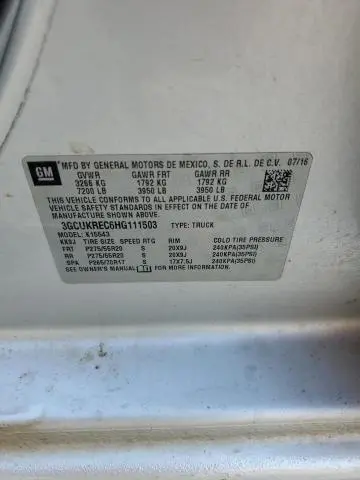 GM
MFD BY GENERAL MOTORS DE MEXICO, S. DE R.L. DE C.V. 07/16
GVWR GAWR FRT GAWR RR
3266 KG 1792 KG 1792 KG
7200 LB 3950 LB 3950 LB
THIS VEHICLE CONFORMS TO ALL APPLICABLE U.S. FEDERAL MOTOR
VEHICLE SAFETY STANDARDS IN EFFECT ON THE DATE OF
MANUFACTURE SHOWN ABOVE.
3GCUKREC6HG111503 TYPE: TRUCK
MODEL: K15543
TIRE SIZE SPEED RTG RIM COLD TIRE PRESSURE
FRT P275/55R20 S 20X9J 240KPA(35PSI)
RR P275/55R20 S 20X9J 240KPA(35PSI)
SPA P265/70R17 S 17X7.5J 240KPA(35PSI)
SEE OWNER'S MANUAL FOR ADDITIONAL INFORMATION.